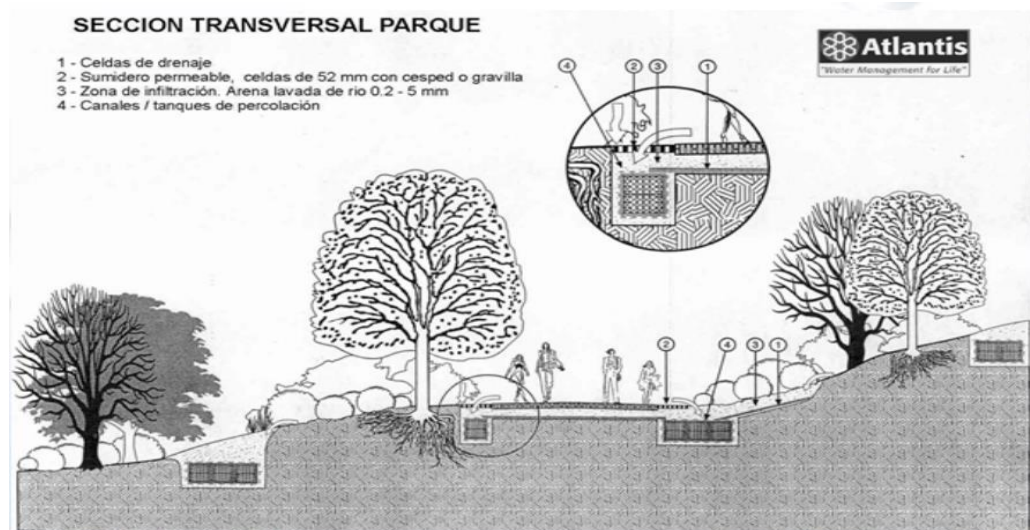 SECCION TRANSVERSAL PARQUE
1 - Celdas de drenaje
2 - Sumidero permeable, celdas de 52 mm con cesped o gravilla
3 - Zona de infiltración. Arena lavada de rio 0.2 - 5 mm
4 - Canales / tanques de percolación
Atlantis
"Water Management for Life"
4 2 3 1
2 4 3 1